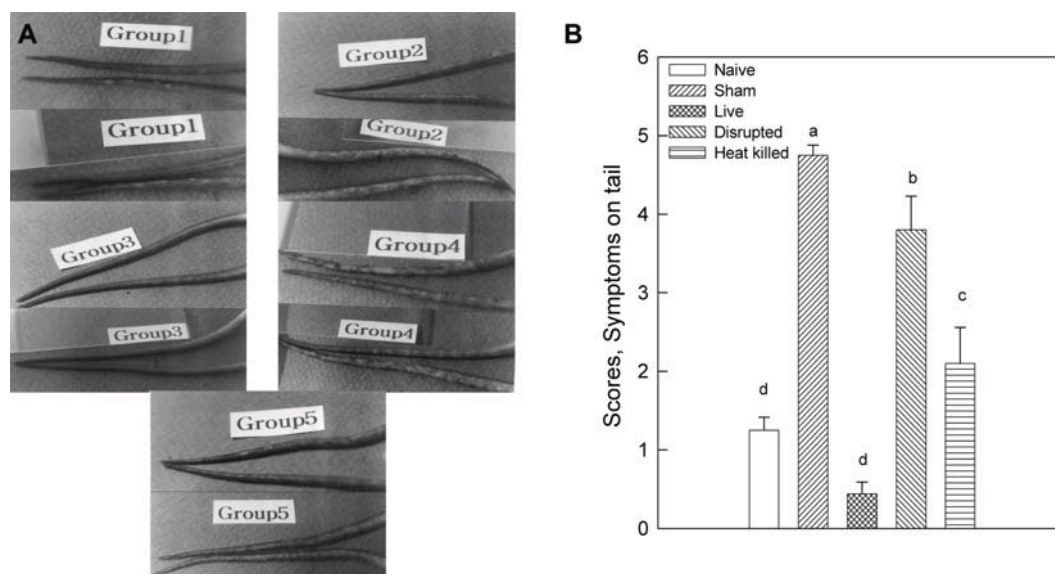 A
Group1
Group2
Group1
Group2
Group3
Group4
Group3
Group4
Group5
Group5
B
Scores, Symptoms on tail
6
5
4
3
2
1
0
Naive
Sham
Live
Disrupted
Heat killed
d
a
d
b
c